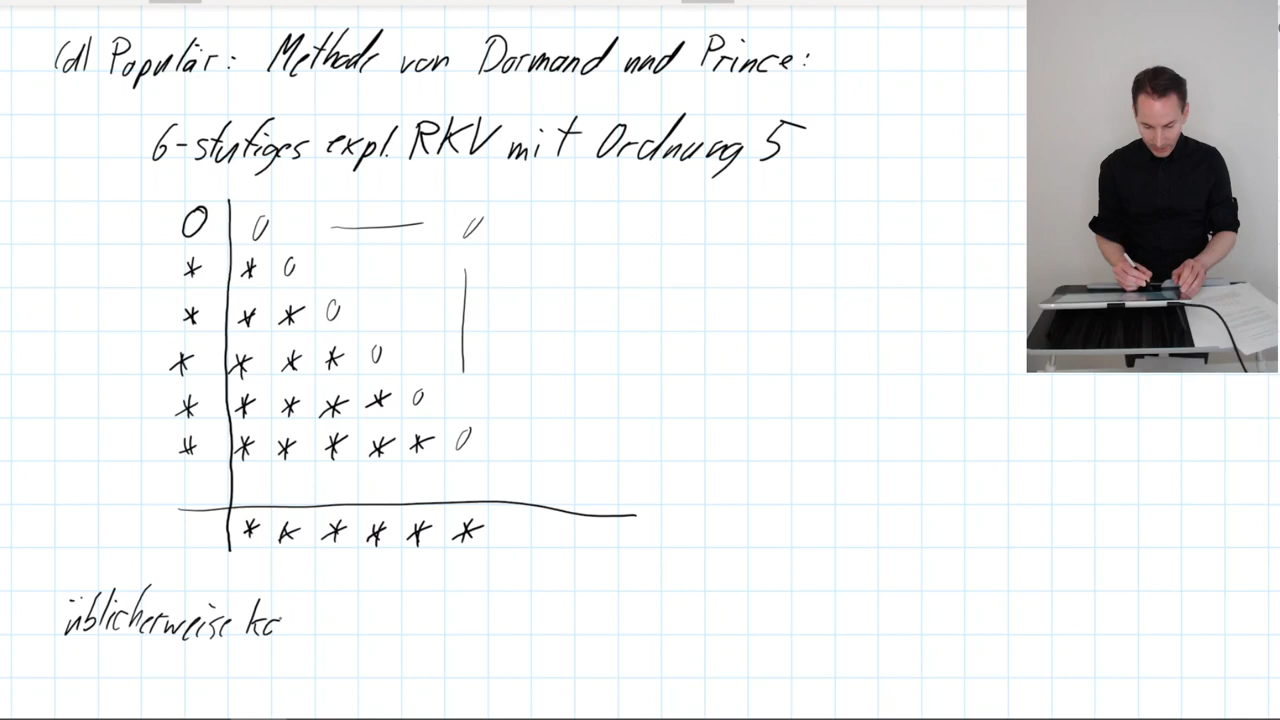 (d) Populär: Methode von Dormand und Prince:
6-stufiges expl. RKV mit Ordnung 5
0 | 0 — 0
* | * 0
* | * * 0
* | * * * 0
* | * * * * 0
* | * * * * * 0
| * * * * * *
üblicherweise ko